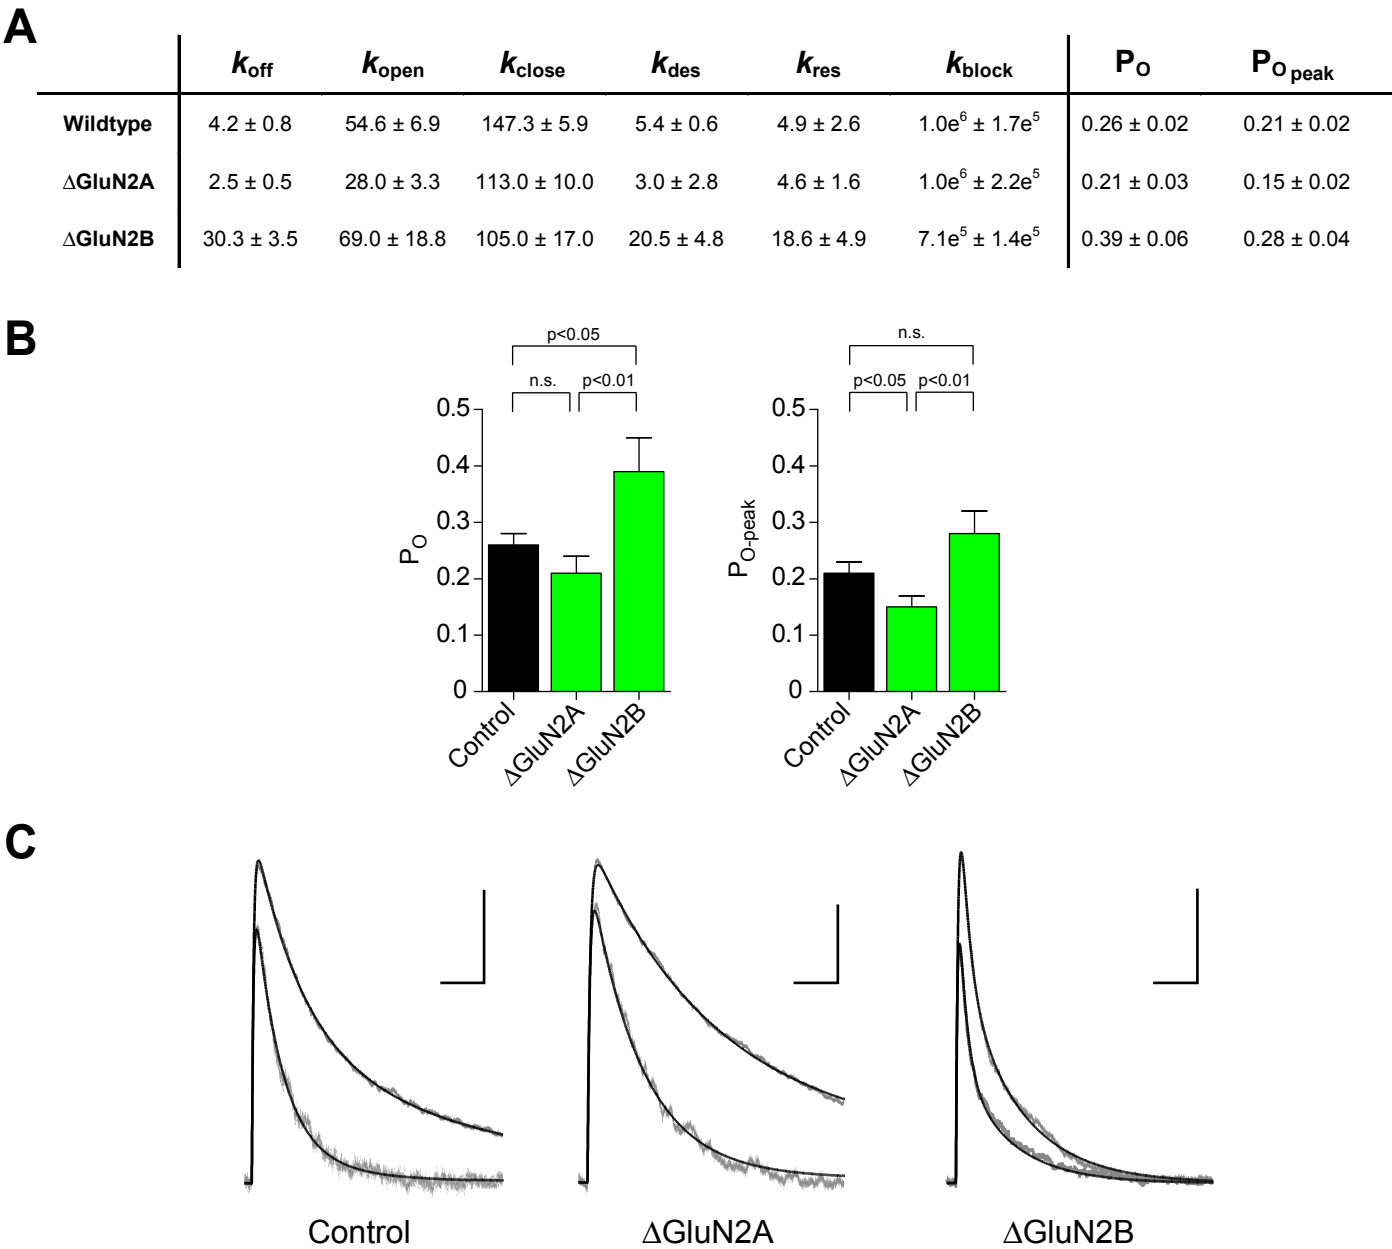 A
k_off k_open k_close k_des k_res k_block P_O P_O peak
Wildtype 4.2 ± 0.8 54.6 ± 6.9 147.3 ± 5.9 5.4 ± 0.6 4.9 ± 2.6 1.0e^6 ± 1.7e^5 0.26 ± 0.02 0.21 ± 0.02
ΔGluN2A 2.5 ± 0.5 28.0 ± 3.3 113.0 ± 10.0 3.0 ± 2.8 4.6 ± 1.6 1.0e^6 ± 2.2e^5 0.21 ± 0.03 0.15 ± 0.02
ΔGluN2B 30.3 ± 3.5 69.0 ± 18.8 105.0 ± 17.0 20.5 ± 4.8 18.6 ± 4.9 7.1e^5 ± 1.4e^5 0.39 ± 0.06 0.28 ± 0.04
B
p<0.05
n.s. p<0.01
0.5
0.4
0.3
0.2
0.1
0
P_O
Control ΔGluN2A ΔGluN2B
n.s.
p<0.05 p<0.01
0.5
0.4
0.3
0.2
0.1
0
P_O-peak
Control ΔGluN2A ΔGluN2B
C
Control ΔGluN2A ΔGluN2B